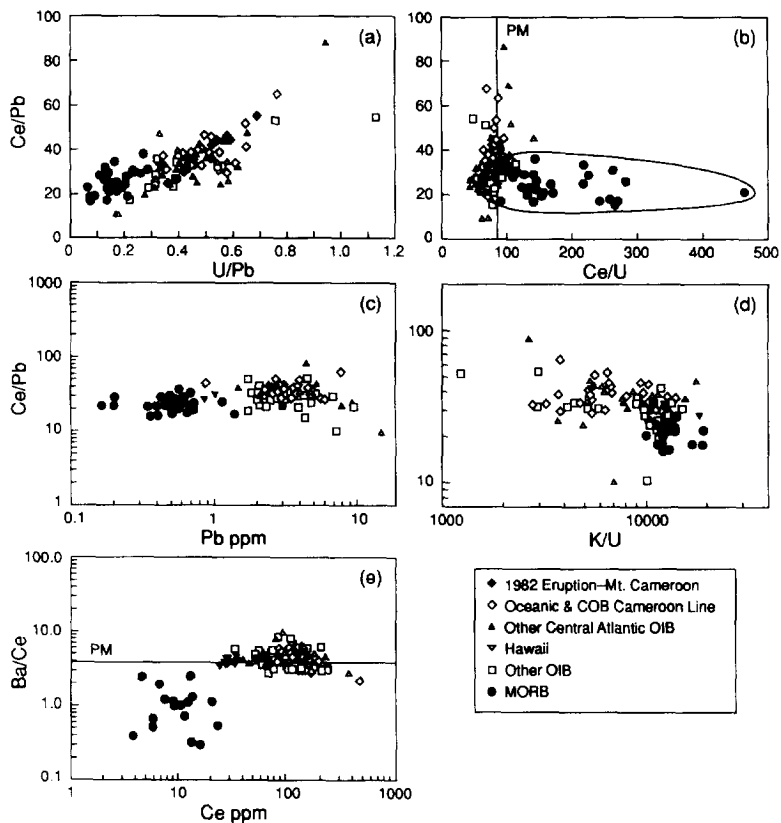 100
(a)
80
60
40
20
0
Ce/Pb
0
0.2
0.4
0.6
0.8
1.0
1.2
U/Pb
PM
100
(b)
80
60
40
20
0
0
100
200
300
400
500
Ce/U
1000
(c)
100
10
1
Ce/Pb
0.1
1
10
Pb ppm
(d)
100
10
1000
10000
K/U
100.0
(e)
PM
10.0
1.0
0.1
Ba/Ce
1
10
100
1000
Ce ppm
1982 Eruption–Mt. Cameroon
Oceanic & COB Cameroon Line
Other Central Atlantic OIB
Hawaii
Other OIB
MORB